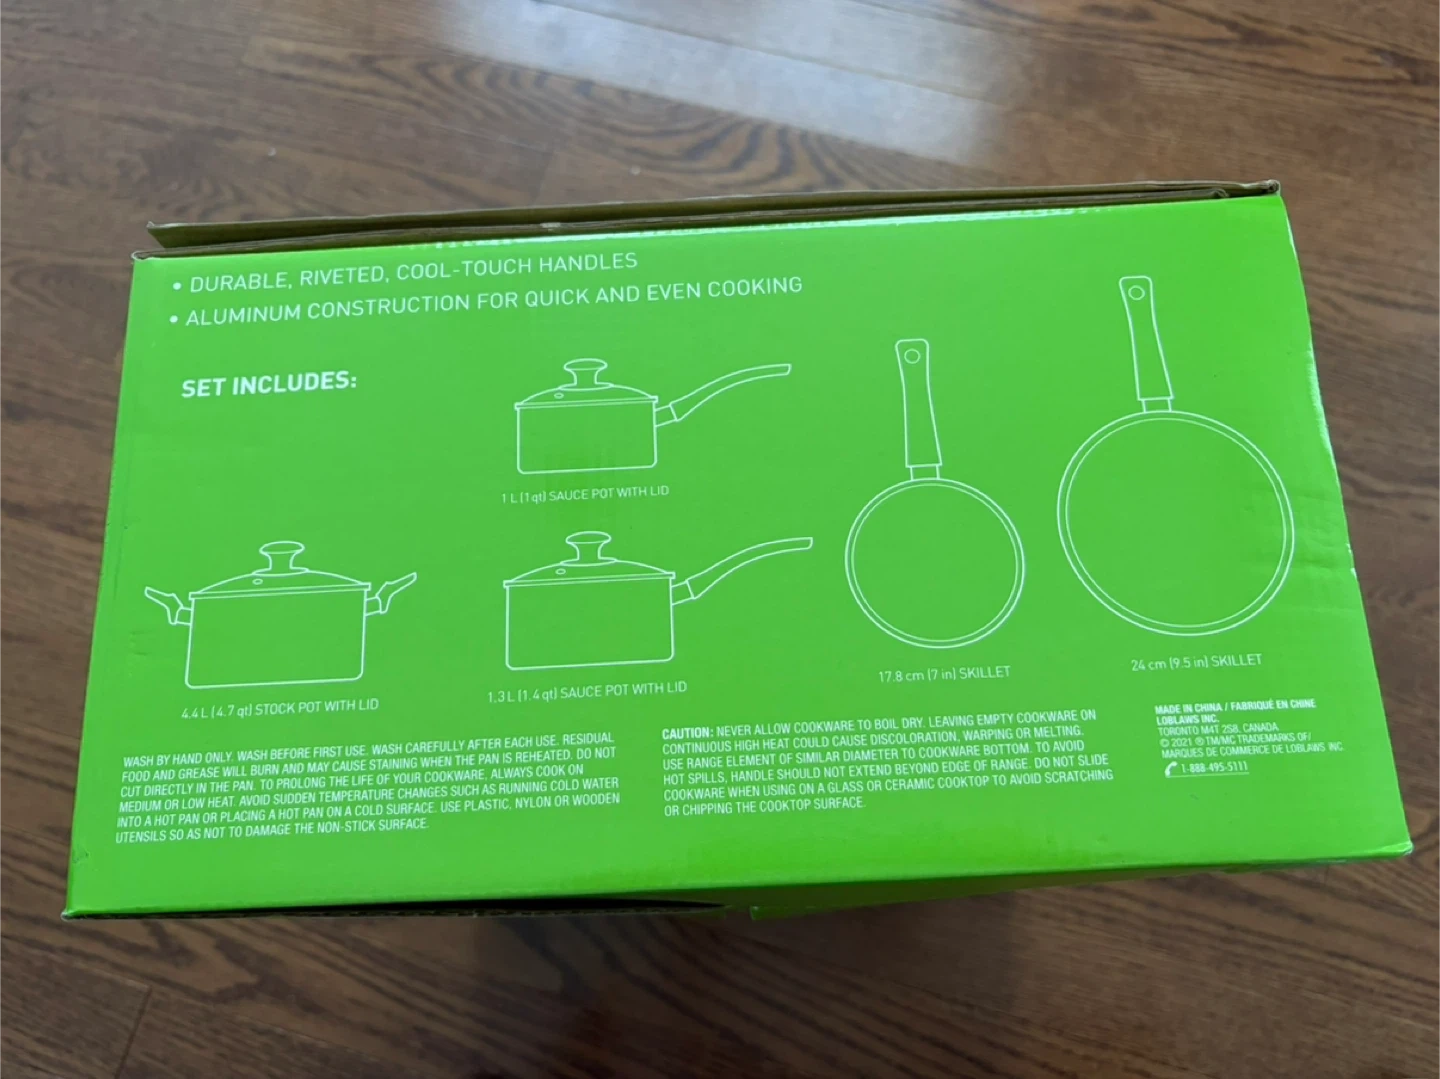 • DURABLE, RIVETED, COOL-TOUCH HANDLES
• ALUMINUM CONSTRUCTION FOR QUICK AND EVEN COOKING
SET INCLUDES:
1 L (1 qt) SAUCE POT WITH LID
4.4 L (4.7 qt) STOCK POT WITH LID
1.3 L (1.4 qt) SAUCE POT WITH LID
17.8 cm (7 in) SKILLET
24 cm (9.5 in) SKILLET
WASH BY HAND ONLY. WASH BEFORE FIRST USE. WASH CAREFULLY AFTER EACH USE. RESIDUAL
FOOD AND GREASE WILL BURN AND MAY CAUSE STAINING WHEN THE PAN IS REHEATED. DO NOT
CUT DIRECTLY IN THE PAN. TO PROLONG THE LIFE OF YOUR COOKWARE, ALWAYS COOK ON
MEDIUM OR LOW HEAT. AVOID SUDDEN TEMPERATURE CHANGES SUCH AS RUNNING COLD WATER
INTO A HOT PAN OR PLACING A HOT PAN ON A COLD SURFACE. USE PLASTIC, NYLON OR WOODEN
UTENSILS SO AS NOT TO DAMAGE THE NON-STICK SURFACE.
CAUTION: NEVER ALLOW COOKWARE TO BOIL DRY. LEAVING EMPTY COOKWARE ON
CONTINUOUS HIGH HEAT COULD CAUSE DISCOLORATION, WARPING OR MELTING.
USE RANGE ELEMENT OF SIMILAR DIAMETER TO COOKWARE BOTTOM. TO AVOID
HOT SPILLS, HANDLE SHOULD NOT EXTEND BEYOND EDGE OF RANGE. DO NOT SLIDE
COOKWARE WHEN USING ON A GLASS OR CERAMIC COOKTOP TO AVOID SCRATCHING
OR CHIPPING THE COOKTOP SURFACE.
MADE IN CHINA / FABRIQUÉ EN CHINE
LOBLAWS INC.
TORONTO M4T 2S8, CANADA
© 2021 ® TM/MC TRADEMARKS OF/
MARQUES DE COMMERCE DE LOBLAWS INC.
1-888-495-5111